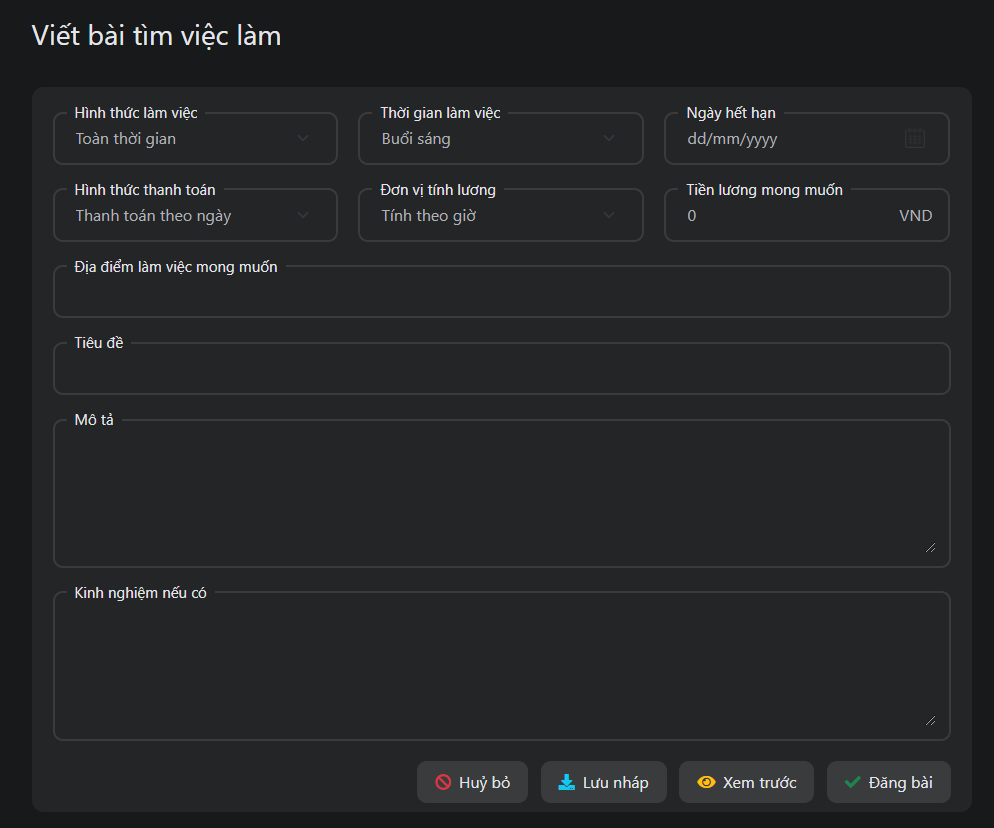 Viết bài tìm việc làm
Hình thức làm việc
Toàn thời gian
Thời gian làm việc
Buổi sáng
Ngày hết hạn
dd/mm/yyyy
Hình thức thanh toán
Thanh toán theo ngày
Đơn vị tính lương
Tính theo giờ
Tiền lương mong muốn
0 VND
Địa điểm làm việc mong muốn
Tiêu đề
Mô tả
Kinh nghiệm nếu có
Huỷ bỏ
Lưu nháp
Xem trước
Đăng bài